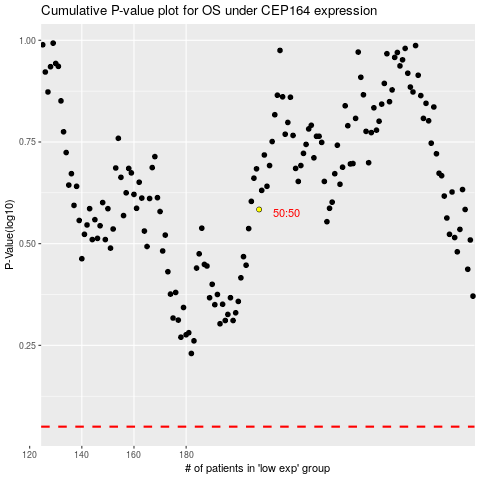 Cumulative P-value plot for OS under CEP164 expression
P-Value(log10)
1.00
0.75
0.50
0.25
50:50
120 140 160 180
# of patients in 'low exp' group